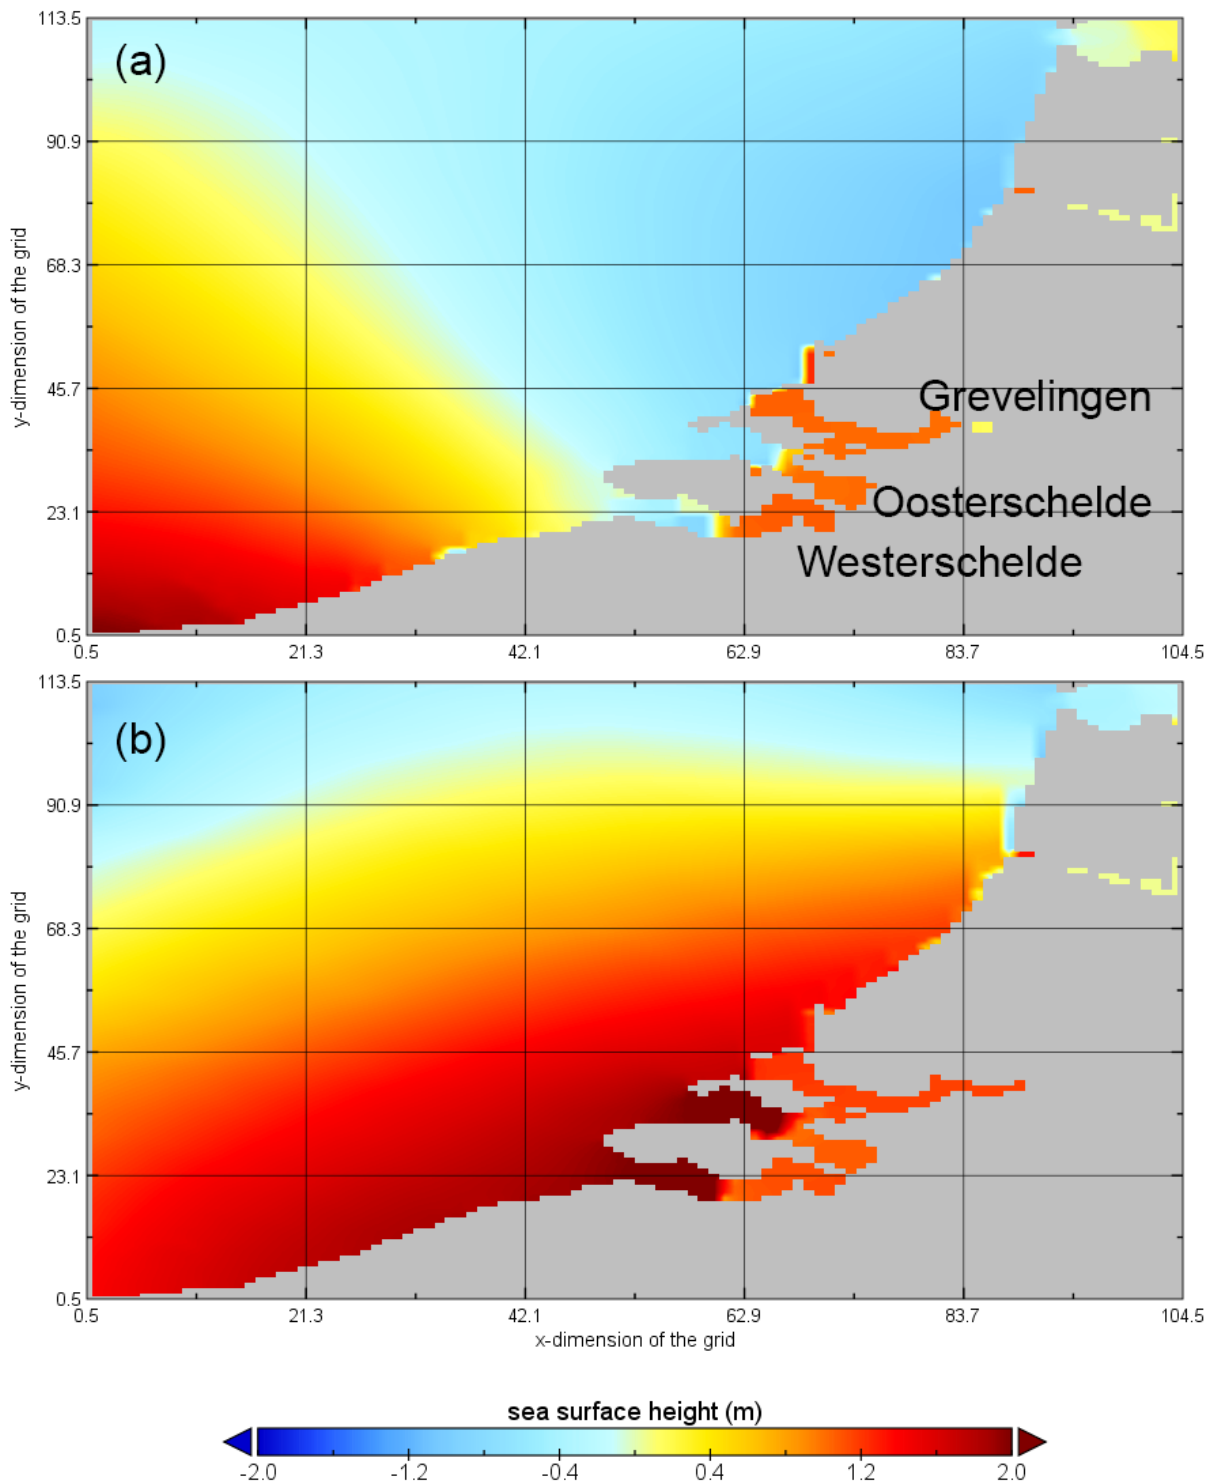 113.5
(a)
90.9
68.3
y-dimension of the grid
45.7
Grevelingen
Oosterschelde
23.1
Westerschelde
0.5
0.5 21.3 42.1 62.9 83.7 104.5
113.5
(b)
90.9
68.3
y-dimension of the grid
45.7
23.1
0.5
0.5 21.3 42.1 62.9 83.7 104.5
x-dimension of the grid
sea surface height (m)
-2.0 -1.2 -0.4 0.4 1.2 2.0